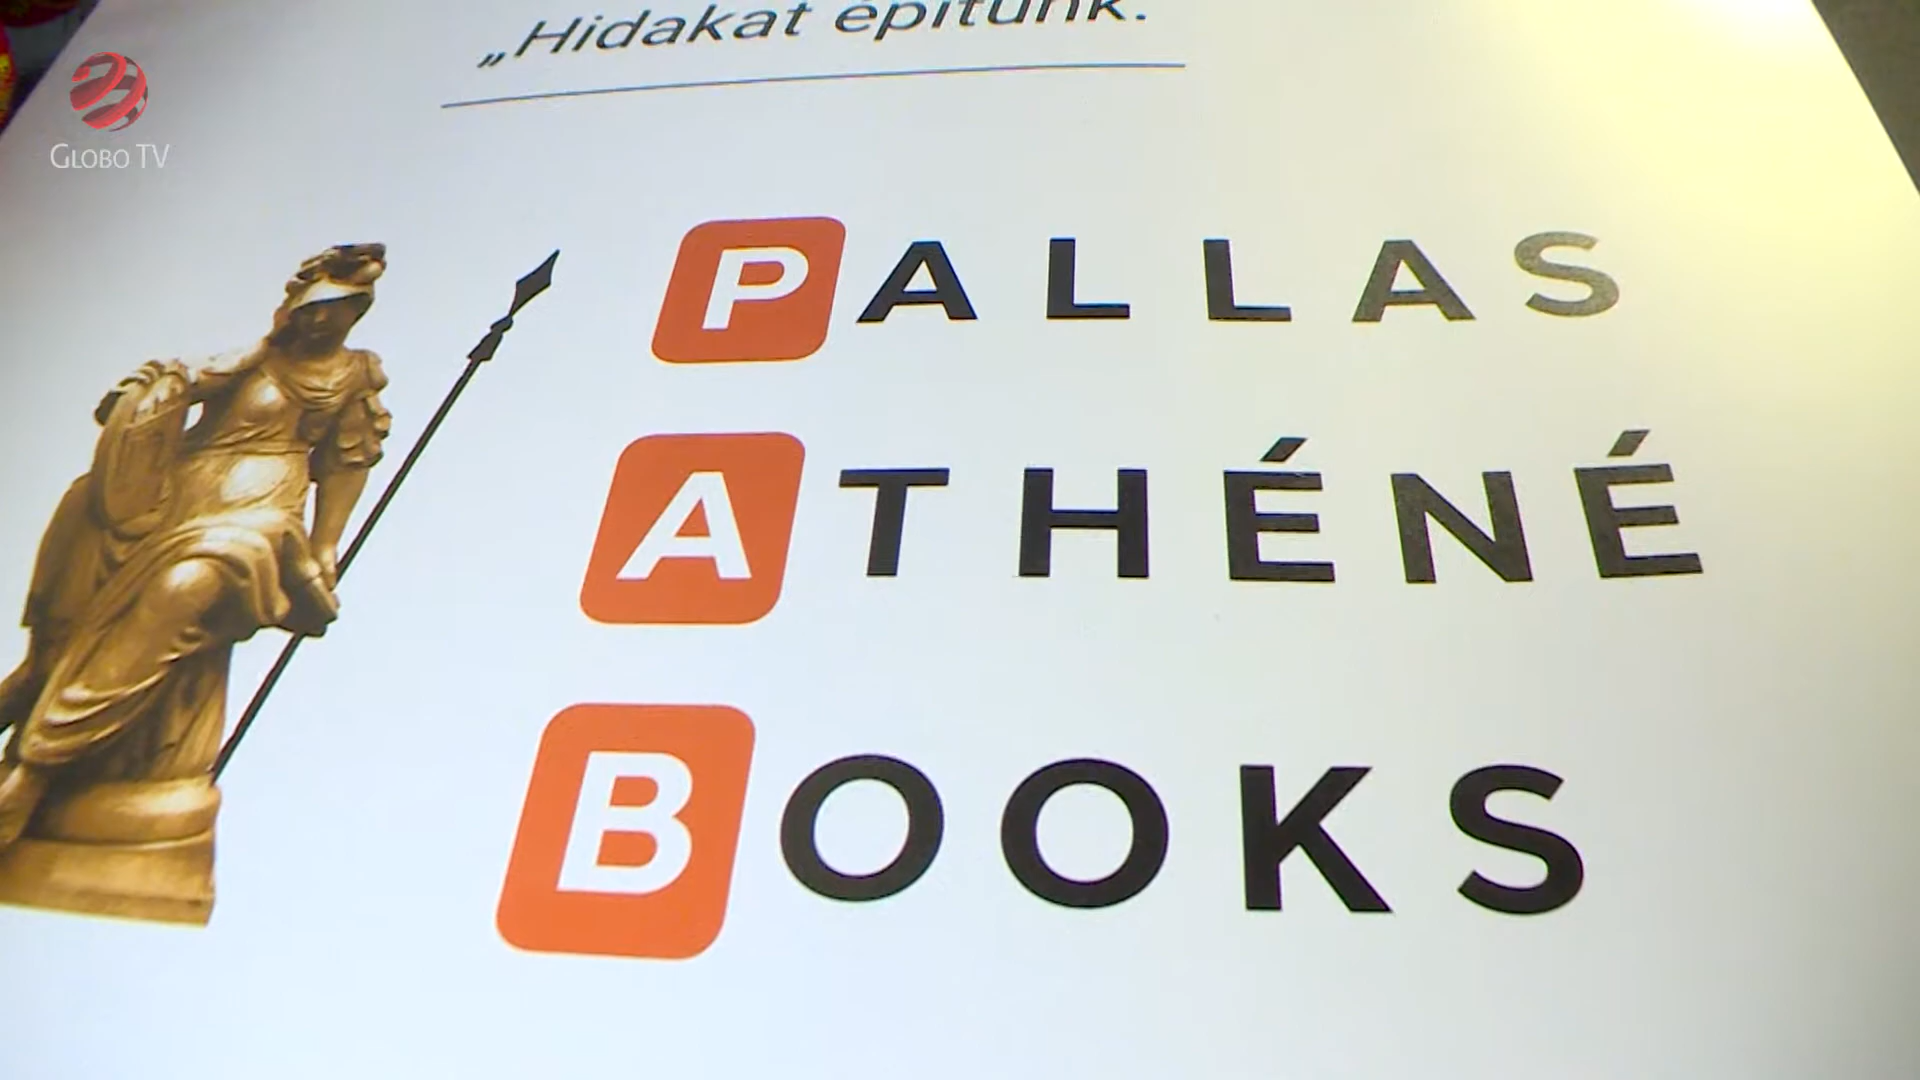 „Hidakat építünk.
GLOBO TV
PALLAS
ATHÉNÉ
BOOKS